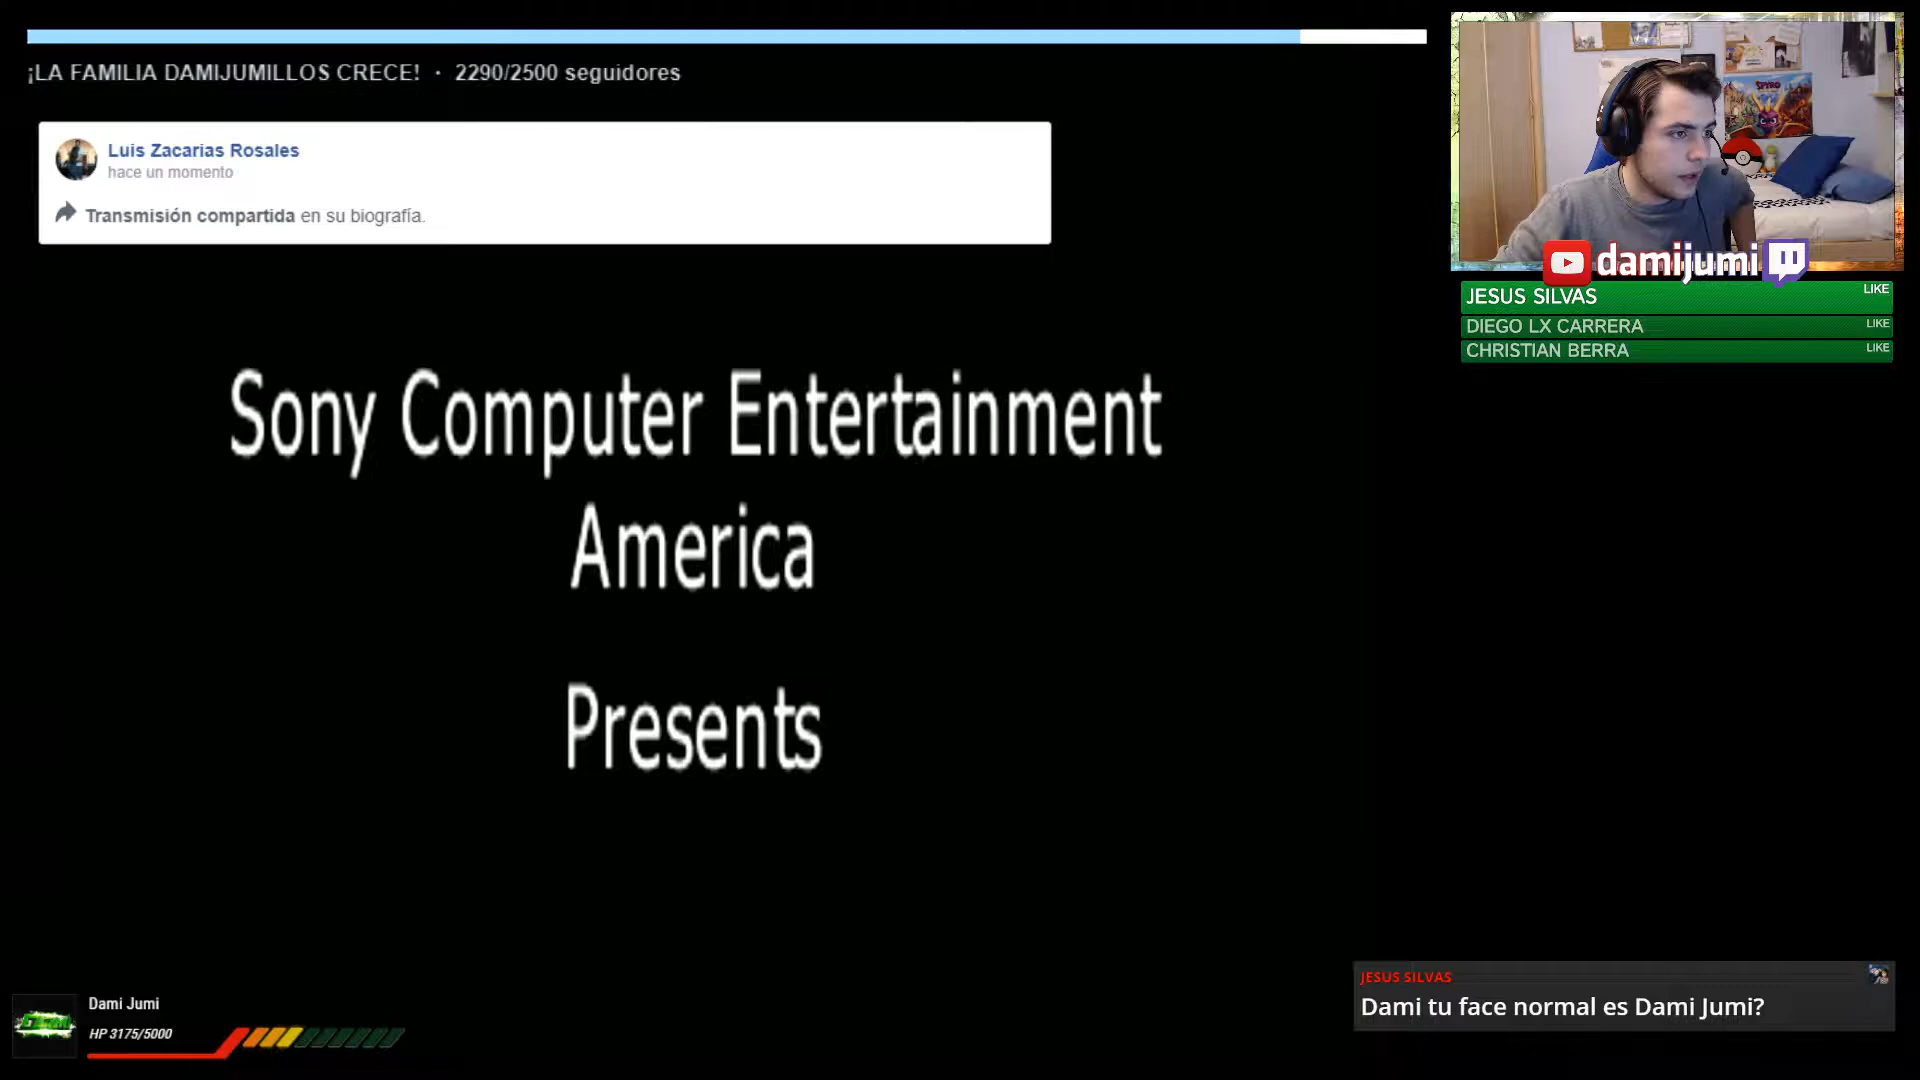 ¡LA FAMILIA DAMIJUMILLOS CRECE! · 2290/2500 seguidores
Luis Zacarias Rosales
hace un momento
Transmisión compartida en su biografía.
SPYRO
damijumi
JESUS SILVAS LIKE
DIEGO LX CARRERA LIKE
CHRISTIAN BERRA LIKE
Sony Computer Entertainment
America
Presents
Dami Jumi
HP 3175/5000
JESUS SILVAS
Dami tu face normal es Dami Jumi?